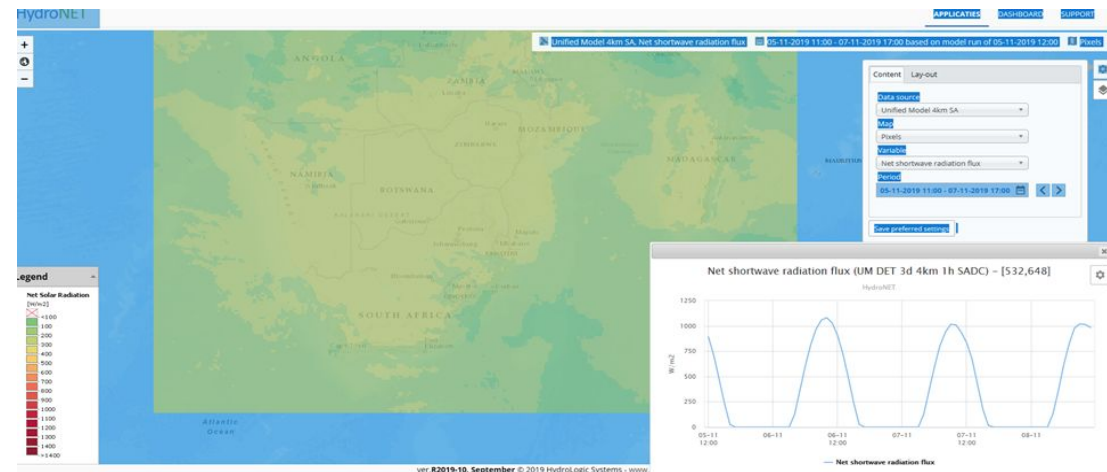 HydroNET
APPLICATIES DASHBOARD SUPPORT
Unified Model 4km SA, Net shortwave radiation flux 05-11-2019 11:00 - 07-11-2019 17:00 based on model run of 05-11-2019 12:00 Pixels
+
−
Content Lay-out
Data source
Unified Model 4km SA
Map
Pixels
Variable
Net shortwave radiation flux
Period
05-11-2019 11:00 - 07-11-2019 17:00
Save preferred settings
ANGOLA
ZAMBIA
MOZAMBIQUE
ZIMBABWE
MADAGASCAR
NAMIBIA
BOTSWANA
SOUTH AFRICA
Atlantic
Ocean
Legend
Net Solar Radiation
[W/m2]
<100
100
200
300
400
500
600
700
800
900
1000
1100
1200
1300
1400
>1400
Net shortwave radiation flux (UM DET 3d 4km 1h SADC) – [532,648]
HydroNET
W/m2
1250
1000
750
500
250
0
05-11 12:00
06-11
06-11 12:00
07-11
07-11 12:00
08-11
Net shortwave radiation flux
ver.R2019-10, September © 2019 HydroLogic Systems - www.